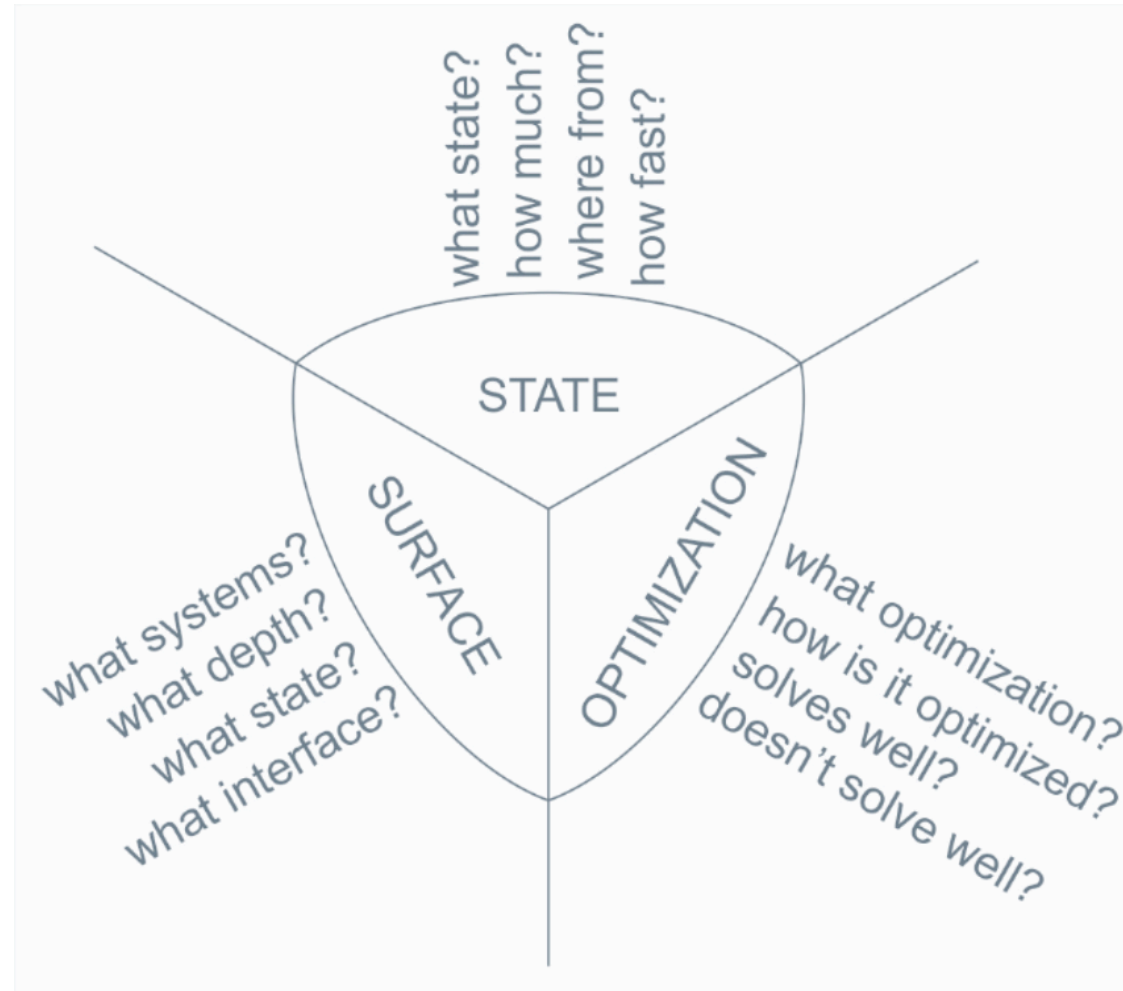 what state?
how much?
where from?
how fast?
STATE
SURFACE
OPTIMIZATION
what systems?
what depth?
what state?
what interface?
what optimization?
how is it optimized?
solves well?
doesn't solve well?